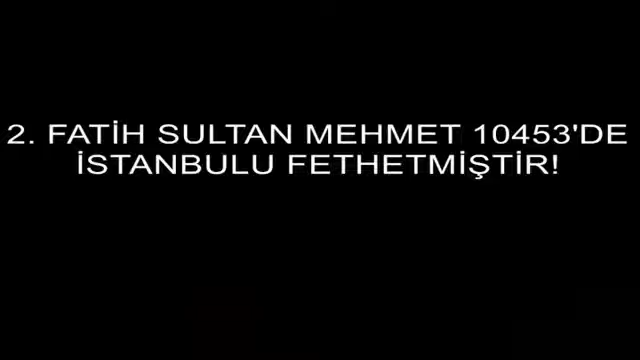 2. FATİH SULTAN MEHMET 10453'DE
İSTANBULU FETHETMİŞTİR!